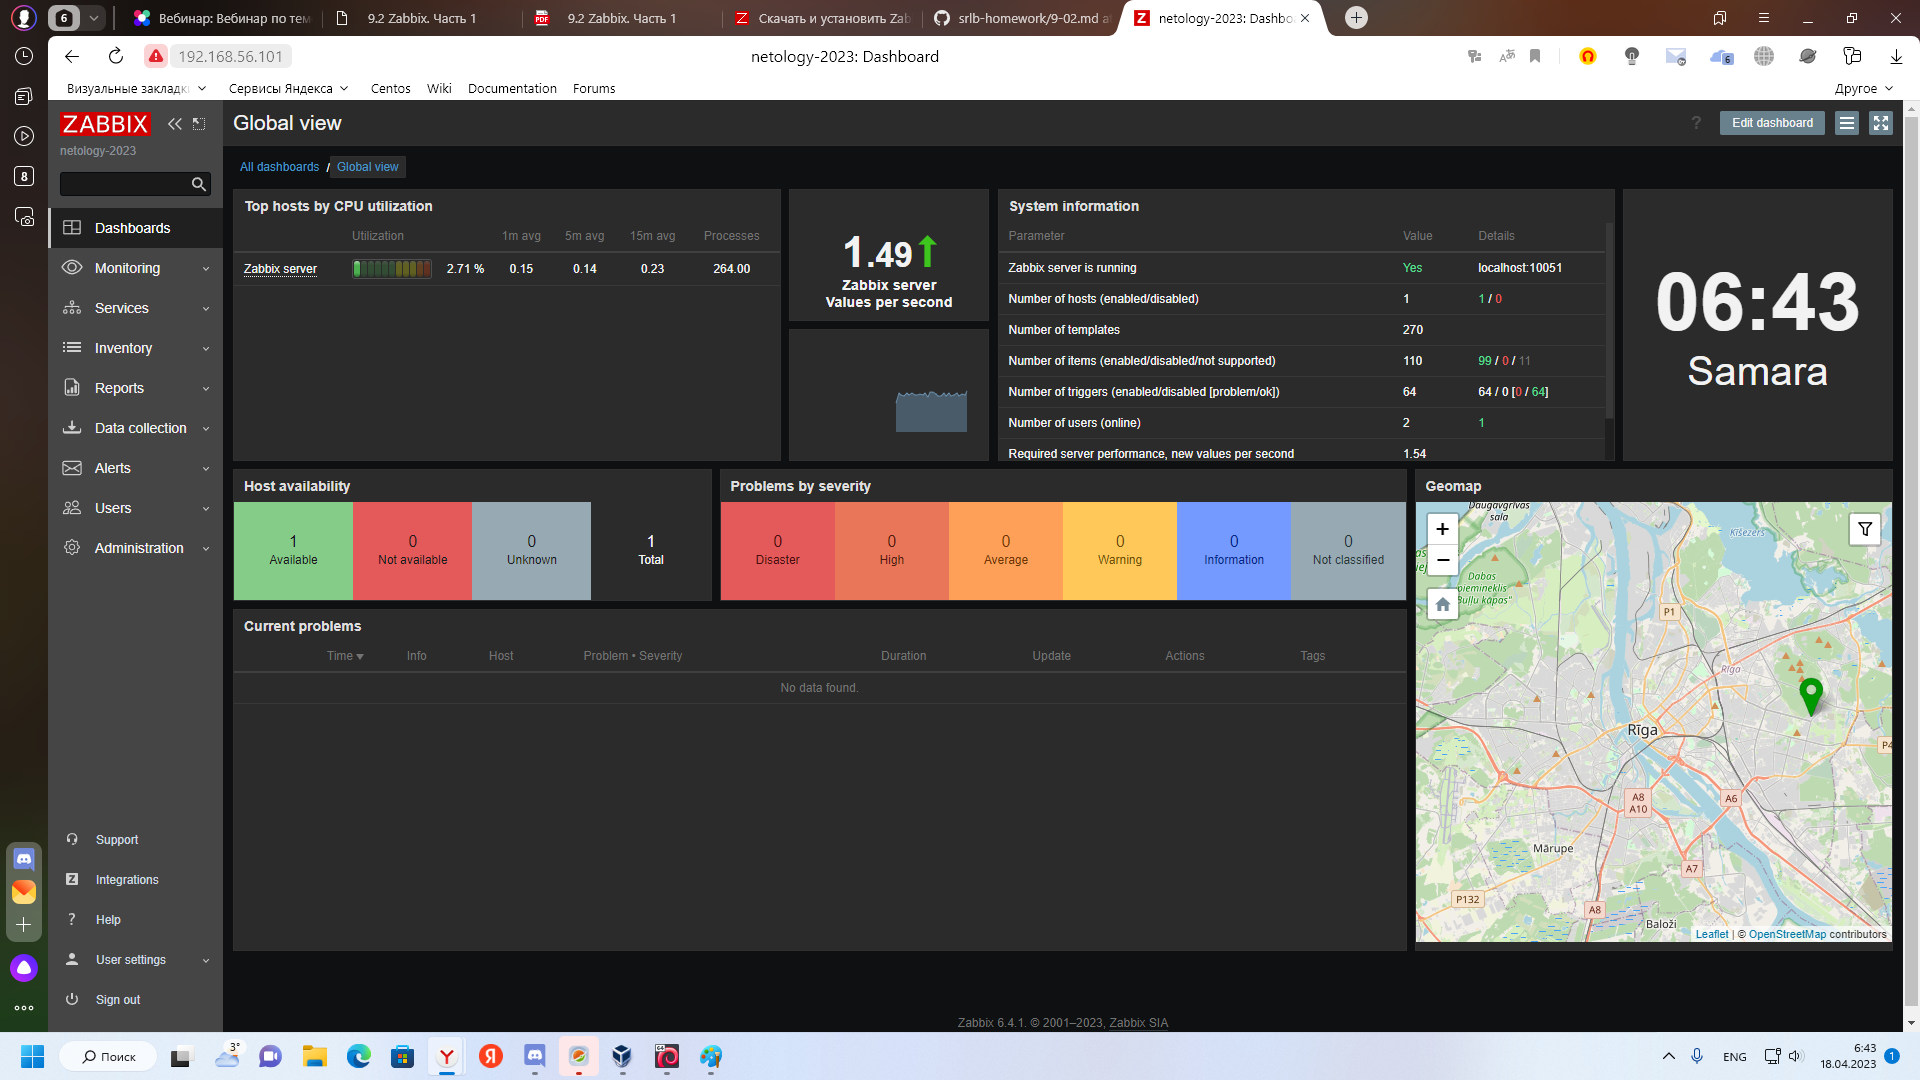 6
Вебинар: Вебинар по тем
9.2 Zabbix. Часть 1
9.2 Zabbix. Часть 1
Скачать и установить Zab
srlb-homework/9-02.md a
netology-2023: Dashbo
192.168.56.101
netology-2023: Dashboard
Визуальные закладк
Сервисы Яндекса
Centos
Wiki
Documentation
Forums
Другое
8
ZABBIX
netology-2023
Global view
?
Edit dashboard
All dashboards / Global view
Dashboards
Monitoring
Services
Inventory
Reports
Data collection
Alerts
Users
Administration
Support
Integrations
? Help
User settings
Sign out
Top hosts by CPU utilization
Utilization 1m avg 5m avg 15m avg Processes
Zabbix server 2.71 % 0.15 0.14 0.23 264.00
1.49
Zabbix server
Values per second
System information
Parameter Value Details
Zabbix server is running Yes localhost:10051
Number of hosts (enabled/disabled) 1 1 / 0
Number of templates 270
Number of items (enabled/disabled/not supported) 110 99 / 0 / 11
Number of triggers (enabled/disabled [problem/ok]) 64 64 / 0 [0 / 64]
Number of users (online) 2 1
Required server performance, new values per second 1.54
06:43
Samara
Host availability
1 Available
0 Not available
0 Unknown
1 Total
Problems by severity
0 Disaster
0 High
0 Average
0 Warning
0 Information
0 Not classified
Current problems
Time Info Host Problem • Severity Duration Update Actions Tags
No data found.
Geomap
+
−
Daugavgrīvas
sala
Ķīšezers
Dabas
piemineklis
"Buļļu kāpas"
P1
Rīga
Rīga
P4
A8
A10
A6
Mārupe
A7
P132
A8
Baloži
Leaflet | © OpenStreetMap contributors
Zabbix 6.4.1. © 2001–2023, Zabbix SIA
Поиск
3°
ENG
6:43
18.04.2023
1